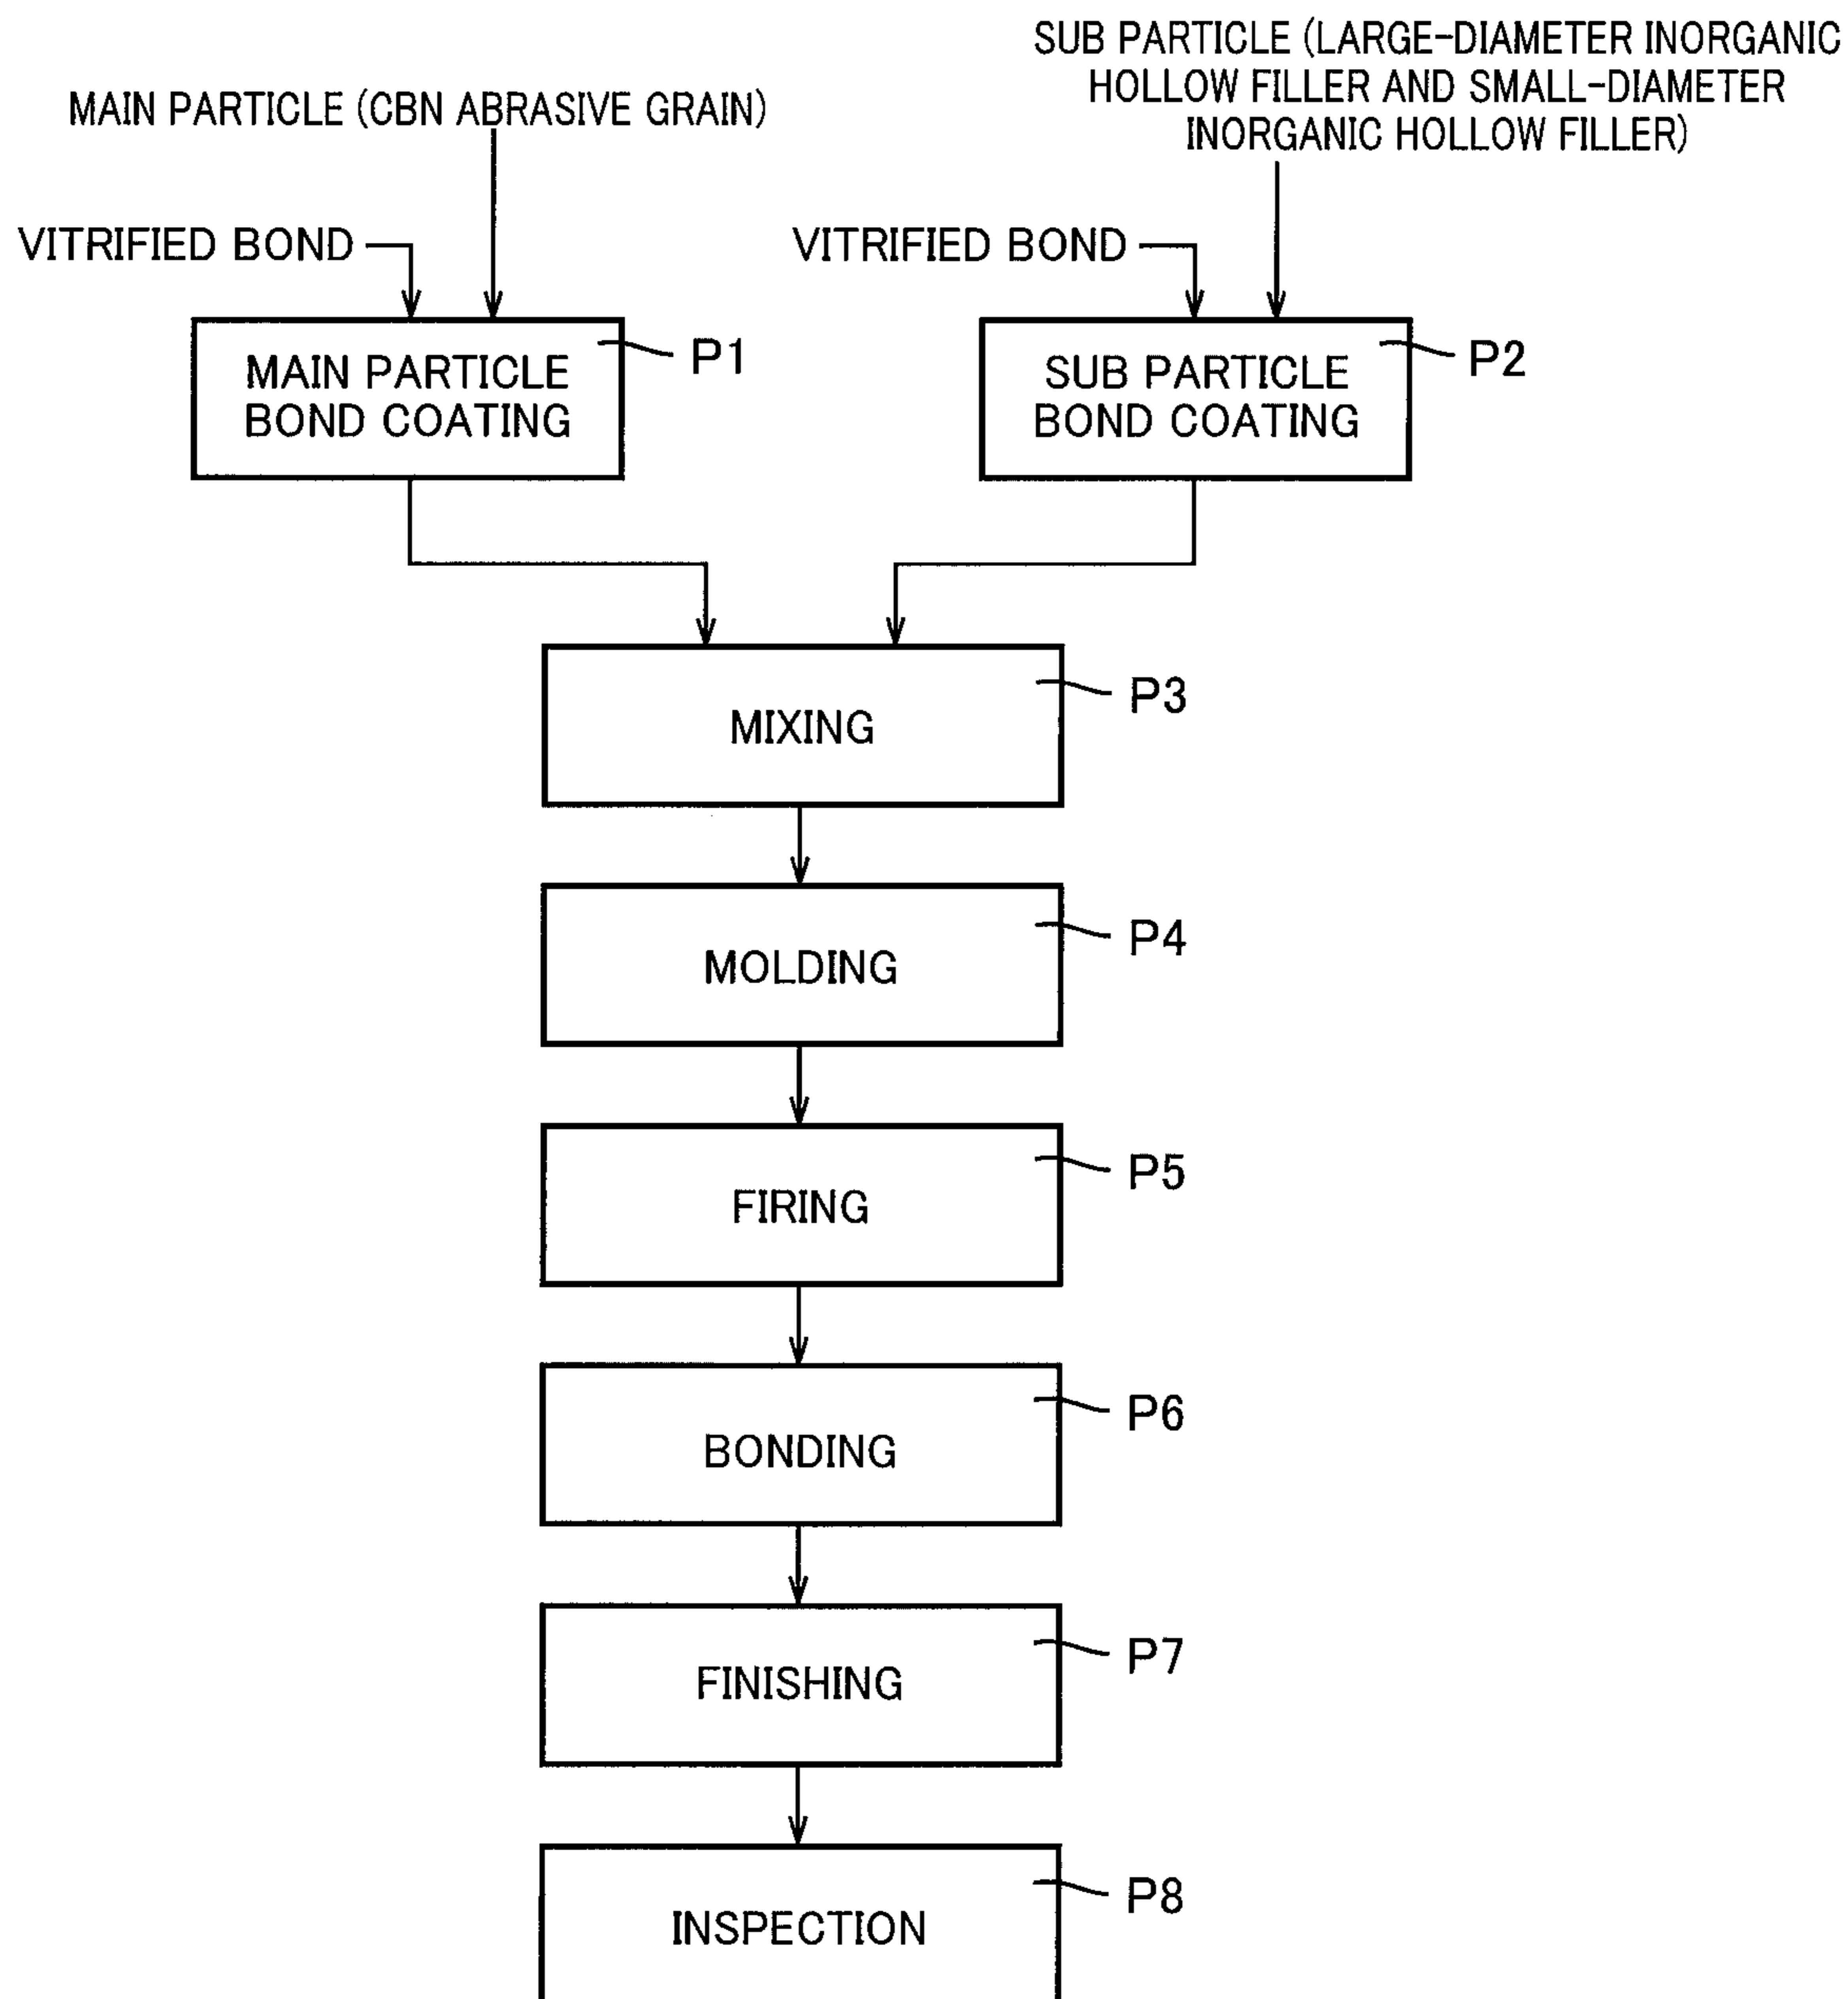 SUB PARTICLE (LARGE-DIAMETER INORGANIC
HOLLOW FILLER AND SMALL-DIAMETER
INORGANIC HOLLOW FILLER)
MAIN PARTICLE (CBN ABRASIVE GRAIN)
VITRIFIED BOND
VITRIFIED BOND
MAIN PARTICLE
BOND COATING
P1
SUB PARTICLE
BOND COATING
P2
MIXING
P3
MOLDING
P4
FIRING
P5
BONDING
P6
FINISHING
P7
INSPECTION
P8